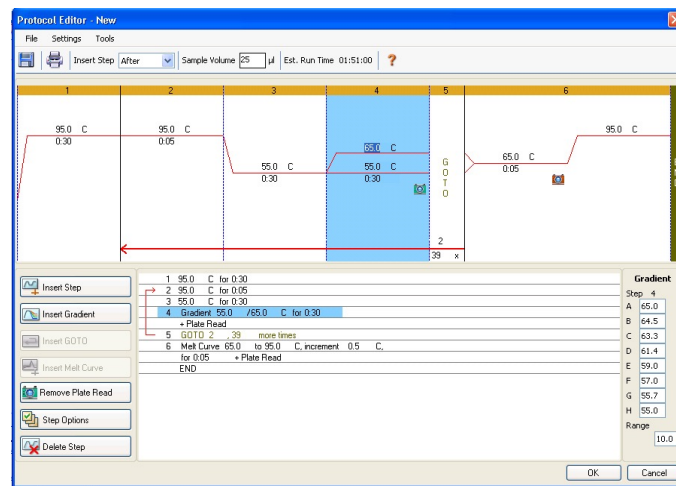 Protocol Editor - New
File Settings Tools
Insert Step After Sample Volume 25 µl Est. Run Time 01:51:00 ?
1 2 3 4 5 6
95.0 C 95.0 C 95.0 C
0:30 0:05
65.0 C
65.0 C
0:05
55.0 C 55.0 C
0:30 0:30
GOTO
2
39 x
Insert Step
Insert Gradient
Insert GOTO
Insert Melt Curve
Remove Plate Read
Step Options
Delete Step
1 95.0 C for 0:30
2 95.0 C for 0:05
3 55.0 C for 0:30
4 Gradient 55.0 /65.0 C for 0:30
+ Plate Read
5 GOTO 2 , 39 more times
6 Melt Curve 65.0 to 95.0 C, increment 0.5 C,
for 0:05 + Plate Read
END
Gradient
Step 4
A 65.0
B 64.5
C 63.3
D 61.4
E 59.0
F 57.0
G 55.7
H 55.0
Range
10.0
OK Cancel